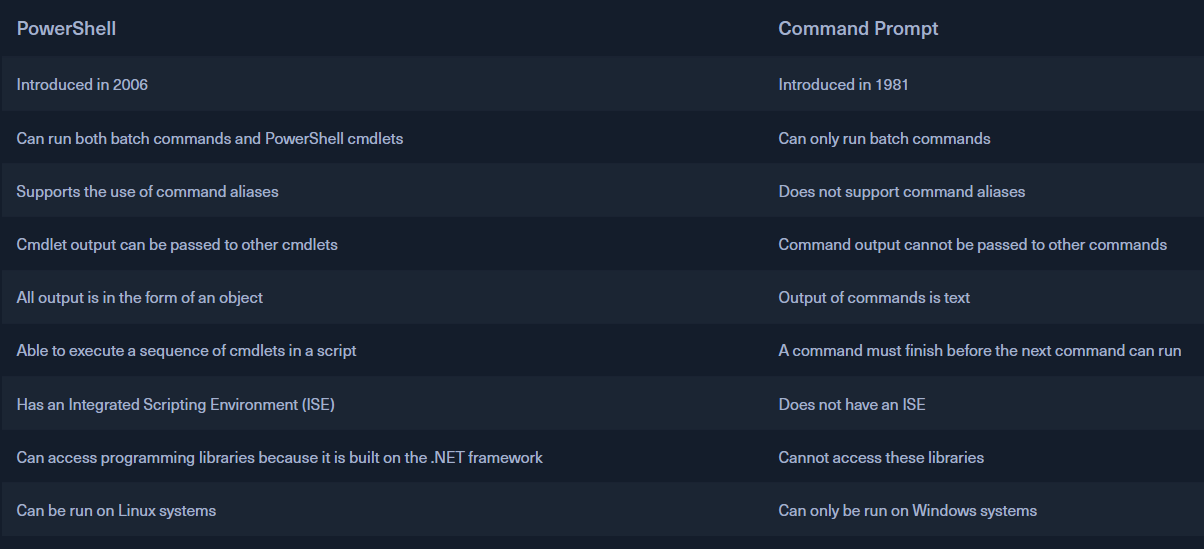 PowerShell Command Prompt
Introduced in 2006 Introduced in 1981
Can run both batch commands and PowerShell cmdlets Can only run batch commands
Supports the use of command aliases Does not support command aliases
Cmdlet output can be passed to other cmdlets Command output cannot be passed to other commands
All output is in the form of an object Output of commands is text
Able to execute a sequence of cmdlets in a script A command must finish before the next command can run
Has an Integrated Scripting Environment (ISE) Does not have an ISE
Can access programming libraries because it is built on the .NET framework Cannot access these libraries
Can be run on Linux systems Can only be run on Windows systems